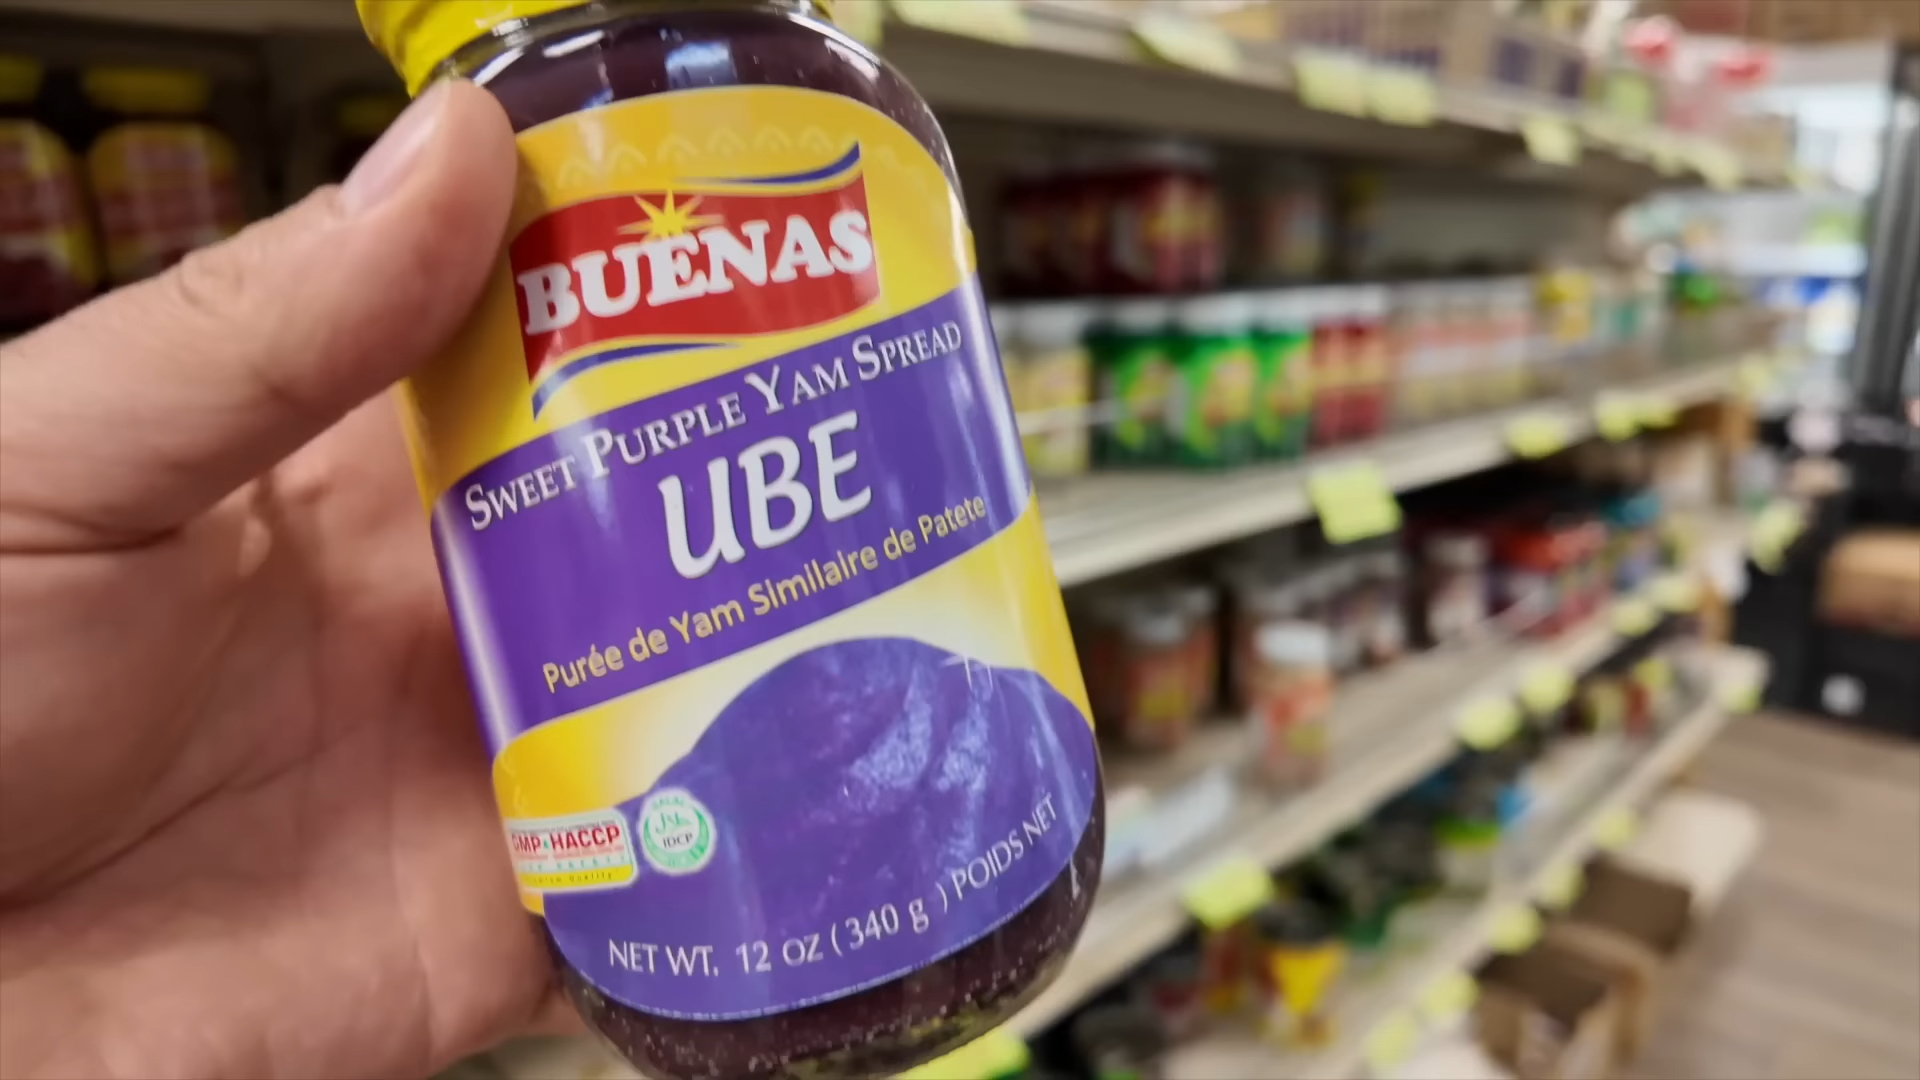 BUENAS
SWEET PURPLE YAM SPREAD
UBE
Purée de Yam Similaire de Patete
GMP HACCP
IDCP
NET WT. 12 OZ (340 g ) POIDS NET